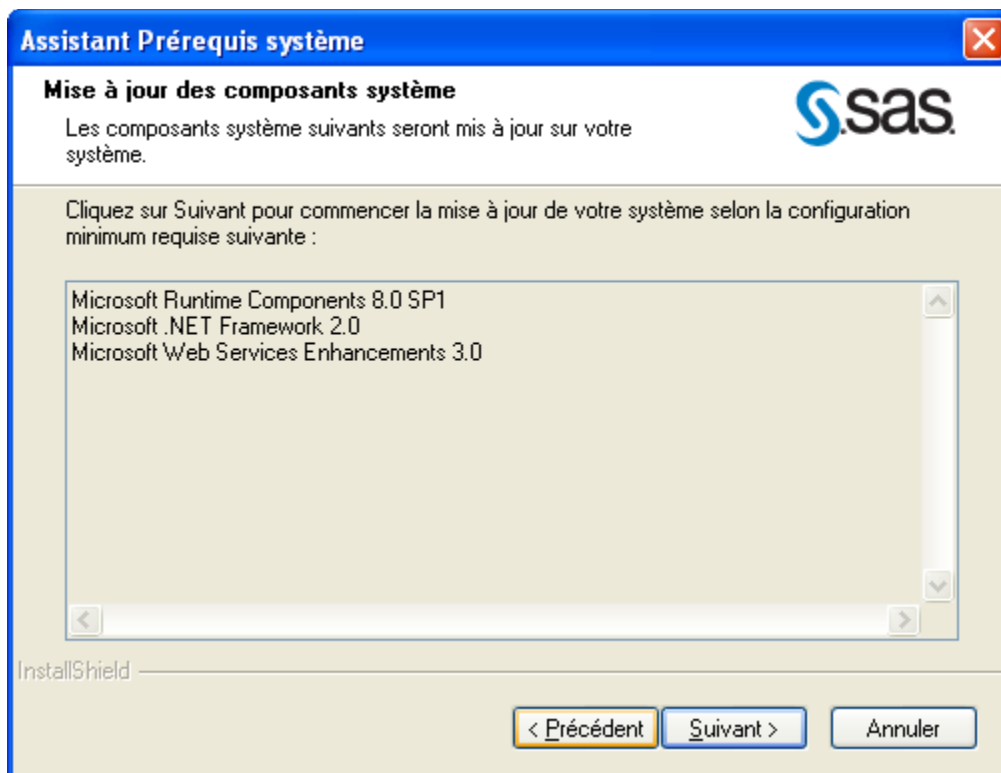 Assistant Prérequis système
Mise à jour des composants système
Les composants système suivants seront mis à jour sur votre
système.
sas
Cliquez sur Suivant pour commencer la mise à jour de votre système selon la configuration
minimum requise suivante :
Microsoft Runtime Components 8.0 SP1
Microsoft .NET Framework 2.0
Microsoft Web Services Enhancements 3.0
InstallShield
< Précédent
Suivant >
Annuler